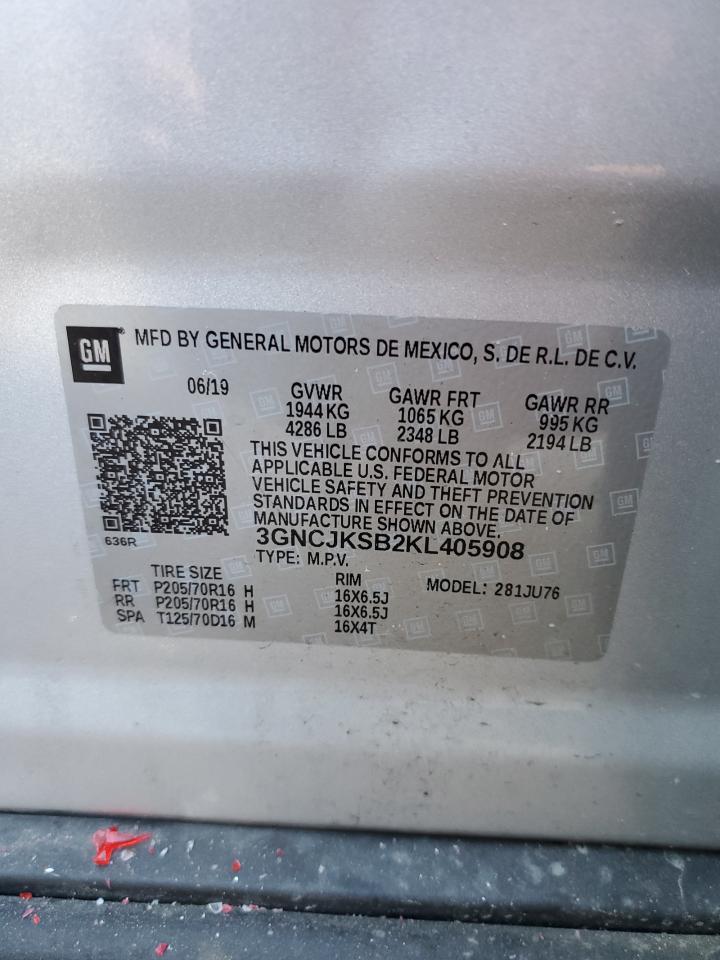 GM
MFD BY GENERAL MOTORS DE MEXICO, S. DE R.L. DE C.V.
06/19 GVWR GAWR FRT GAWR RR
1944 KG 1065 KG 995 KG
4286 LB 2348 LB 2194 LB
THIS VEHICLE CONFORMS TO ALL
APPLICABLE U.S. FEDERAL MOTOR
VEHICLE SAFETY AND THEFT PREVENTION
STANDARDS IN EFFECT ON THE DATE OF
MANUFACTURE SHOWN ABOVE.
636R
3GNCJKSB2KL405908
TYPE: M.P.V.
TIRE SIZE RIM MODEL: 281JU76
FRT P205/70R16 H 16X6.5J
RR P205/70R16 H 16X6.5J
SPA T125/70D16 M 16X4T